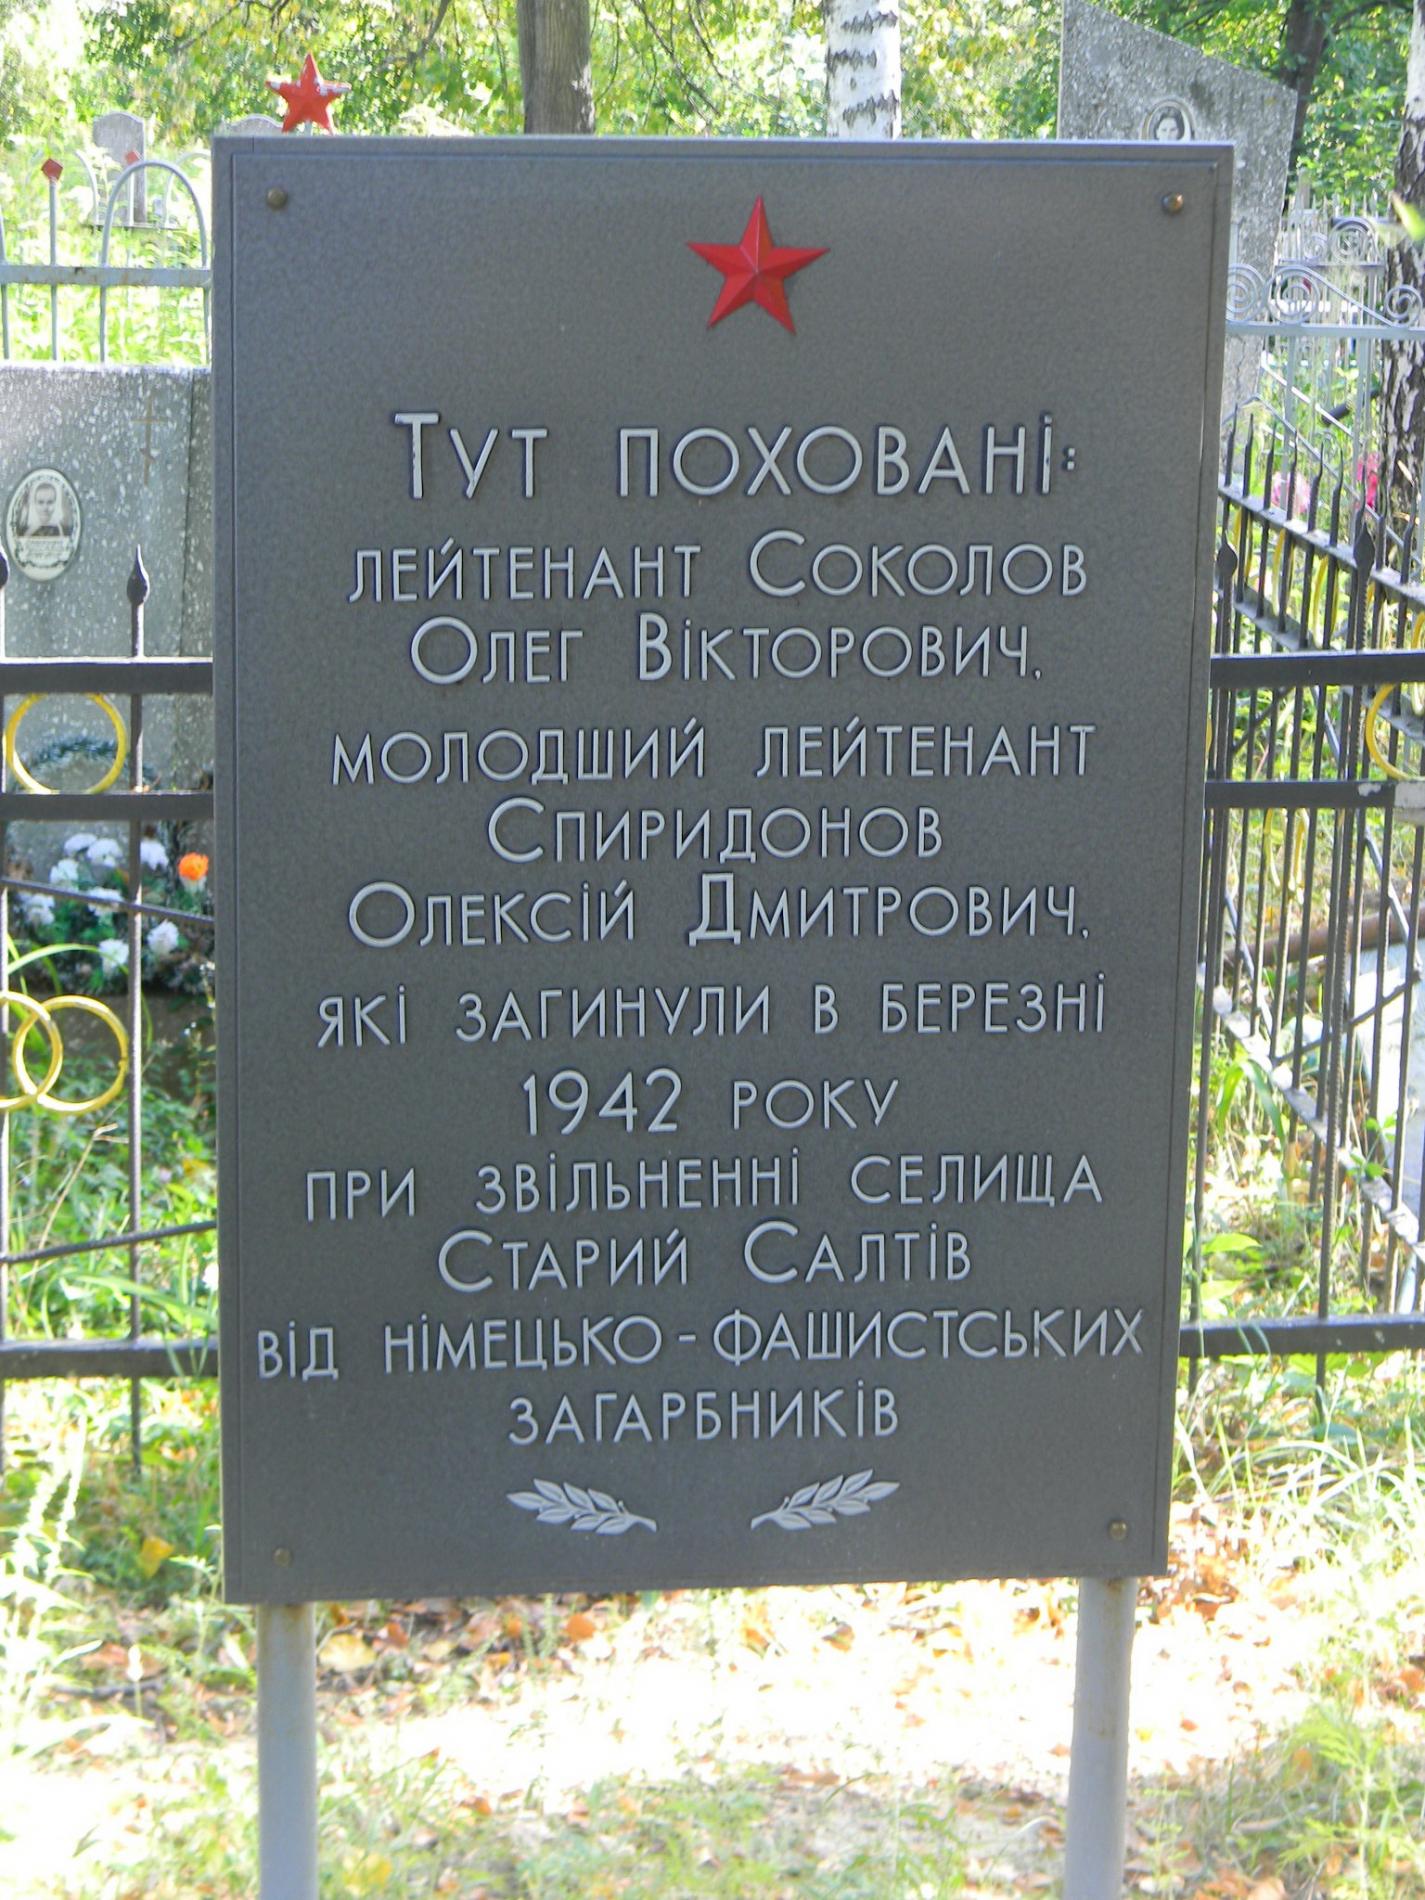 Тут поховані:
лейтенант Соколов
Олег Вікторович,
молодший лейтенант
Спиридонов
Олексій Дмитрович,
які загинули в березні
1942 року
при звільненні селища
Старий Салтів
від німецько-фашистських
загарбників